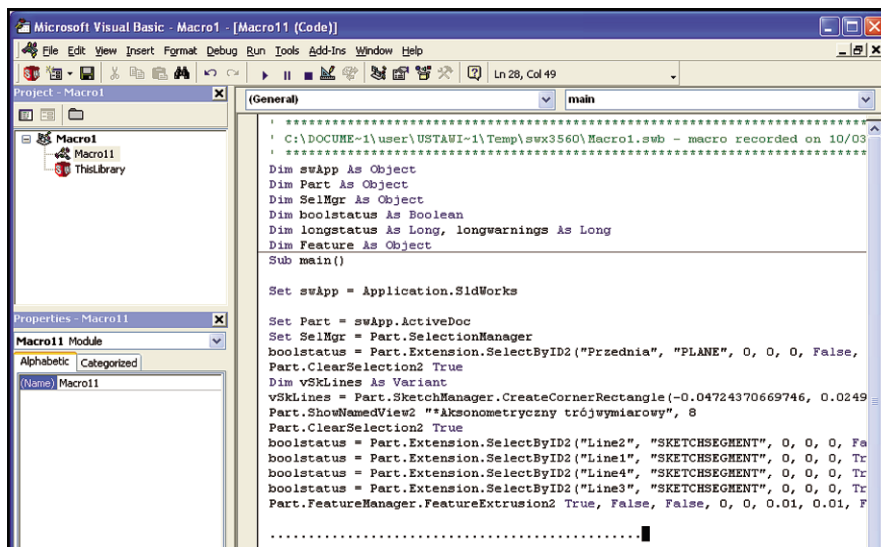 Microsoft Visual Basic - Macro1 - [Macro11 (Code)]
File Edit View Insert Format Debug Run Tools Add-Ins Window Help
Ln 28, Col 49
Project - Macro1
Macro1
Macro11
ThisLibrary
Properties - Macro11
Macro11 Module
Alphabetic Categorized
(Name) Macro11
(General) main
' ******************************************************************************
' C:\DOCUME~1\user\USTAWI~1\Temp\swx3560\Macro1.swb - macro recorded on 10/03
' ******************************************************************************
Dim swApp As Object
Dim Part As Object
Dim SelMgr As Object
Dim boolstatus As Boolean
Dim longstatus As Long, longwarnings As Long
Dim Feature As Object
Sub main()
Set swApp = Application.SldWorks
Set Part = swApp.ActiveDoc
Set SelMgr = Part.SelectionManager
boolstatus = Part.Extension.SelectByID2("Przednia", "PLANE", 0, 0, 0, False,
Part.ClearSelection2 True
Dim vSkLines As Variant
vSkLines = Part.SketchManager.CreateCornerRectangle(-0.04724370669746, 0.0249
Part.ShowNamedView2 "*Aksonometryczny trójwymiarowy", 8
Part.ClearSelection2 True
boolstatus = Part.Extension.SelectByID2("Line2", "SKETCHSEGMENT", 0, 0, 0, Fa
boolstatus = Part.Extension.SelectByID2("Line1", "SKETCHSEGMENT", 0, 0, 0, Tr
boolstatus = Part.Extension.SelectByID2("Line4", "SKETCHSEGMENT", 0, 0, 0, Tr
boolstatus = Part.Extension.SelectByID2("Line3", "SKETCHSEGMENT", 0, 0, 0, Tr
Part.FeatureManager.FeatureExtrusion2 True, False, False, 0, 0, 0.01, 0.01, F
................................................